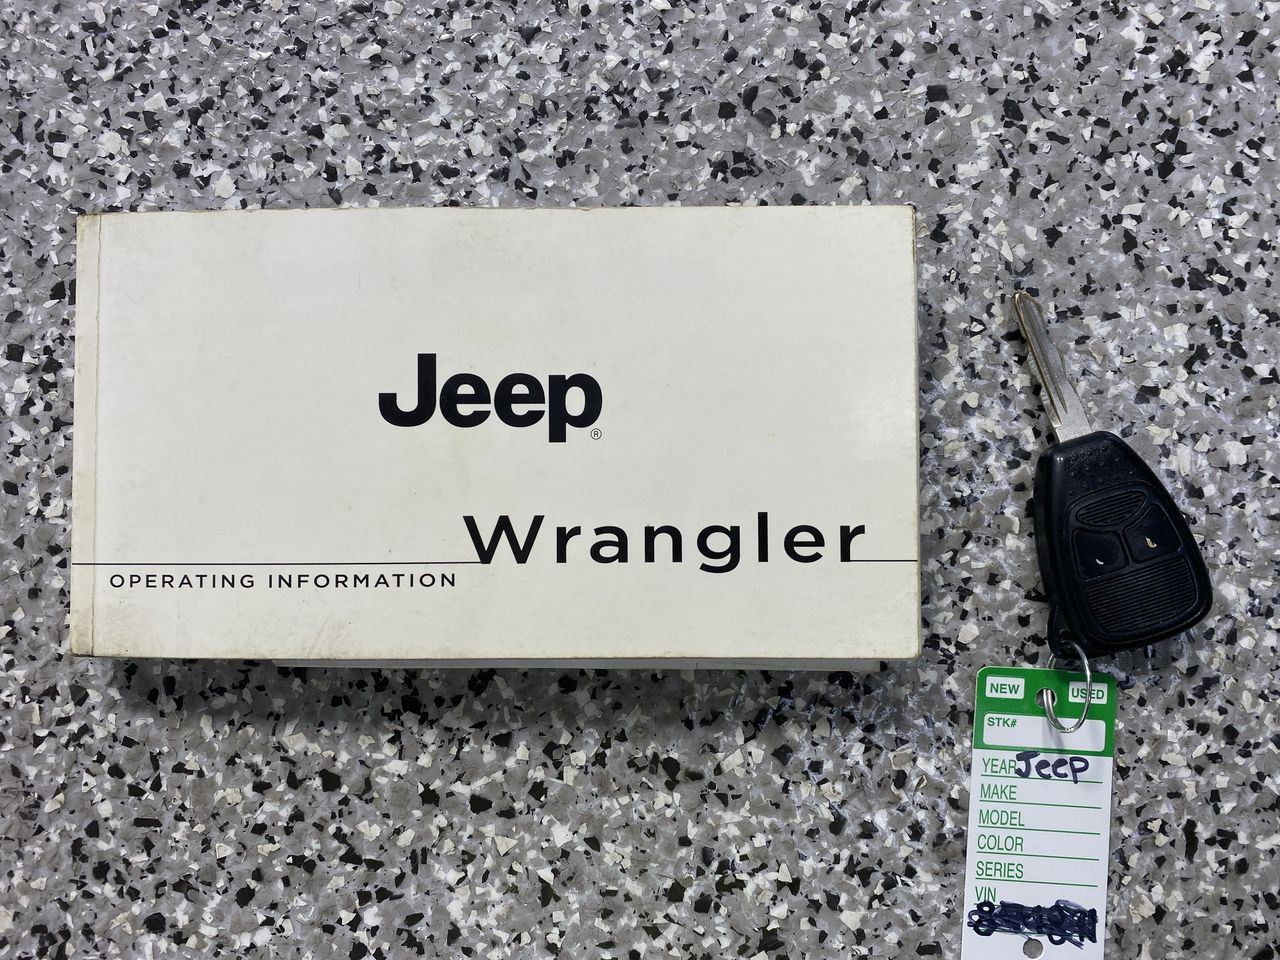 Jeep®
Wrangler
OPERATING INFORMATION
NEW USED
STK#
YEAR Jeep
MAKE
MODEL
COLOR
SERIES
VIN